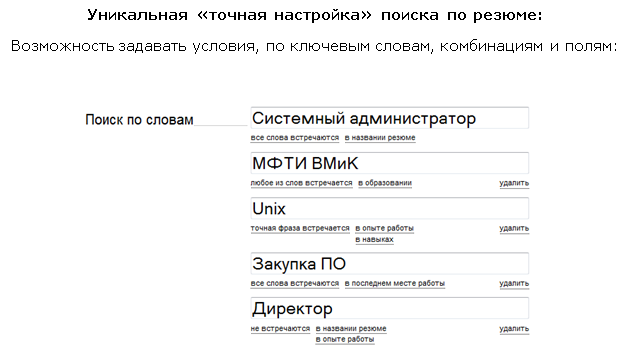 Уникальная «точная настройка» поиска по резюме:
Возможность задавать условия, по ключевым словам, комбинациям и полям:
Поиск по словам Системный администратор
все слова встречаются в названии резюме
МФТИ ВМиК
любое из слов встречается в образовании удалить
Unix
точная фраза встречается в опыте работы удалить
в навыках
Закупка ПО
все слова встречаются в последнем месте работы удалить
Директор
не встречаются в названии резюме удалить
в опыте работы